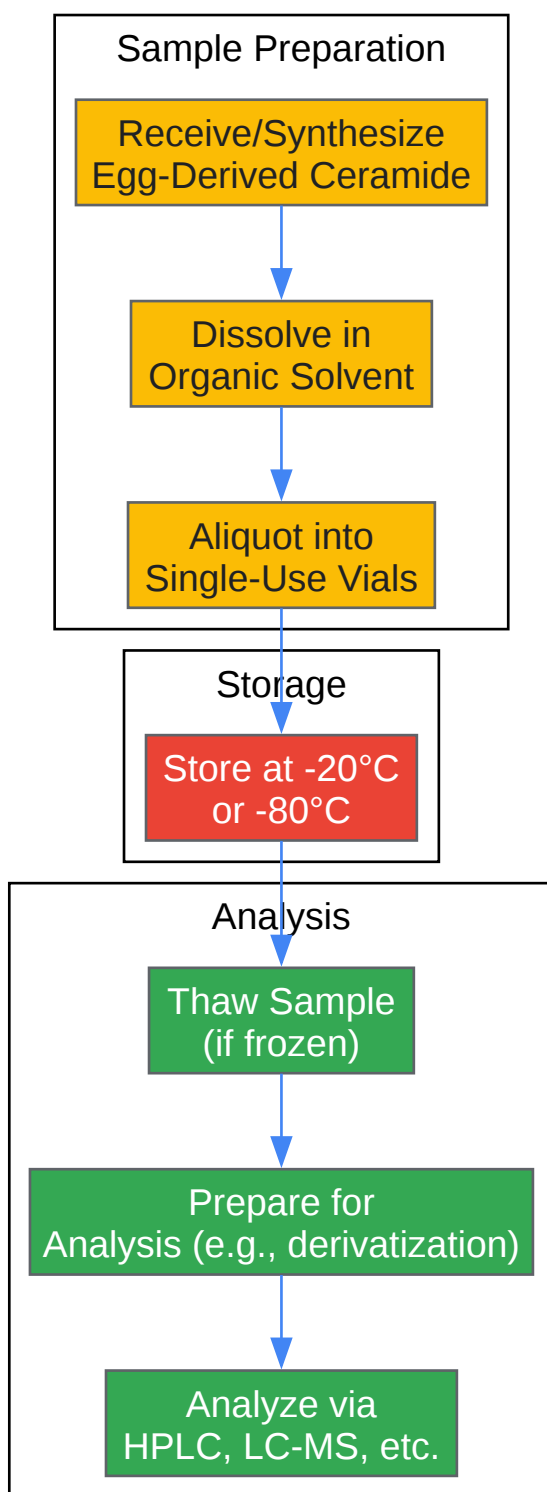 Sample Preparation
Receive/Synthesize
Egg-Derived Ceramide
Dissolve in
Organic Solvent
Aliquot into
Single-Use Vials
Storage
Store at -20°C
or -80°C
Analysis
Thaw Sample
(if frozen)
Prepare for
Analysis (e.g., derivatization)
Analyze via
HPLC, LC-MS, etc.